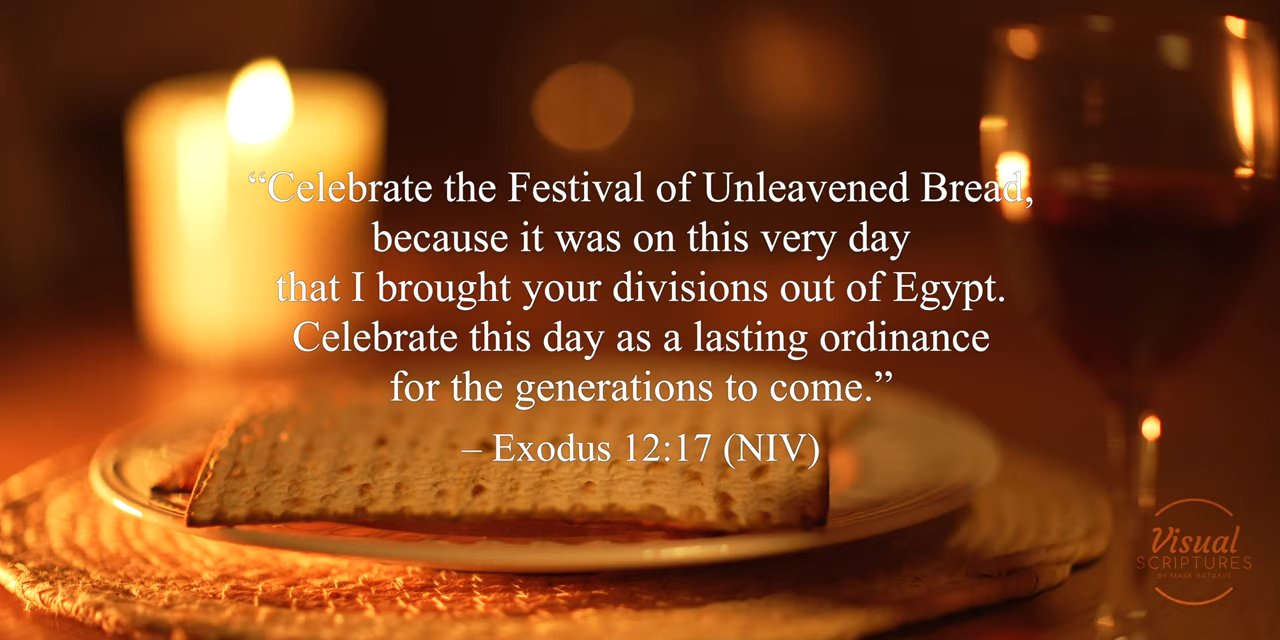 “Celebrate the Festival of Unleavened Bread,
because it was on this very day
that I brought your divisions out of Egypt.
Celebrate this day as a lasting ordinance
for the generations to come.”
– Exodus 12:17 (NIV)
Visual
SCRIPTURES
BY MARK